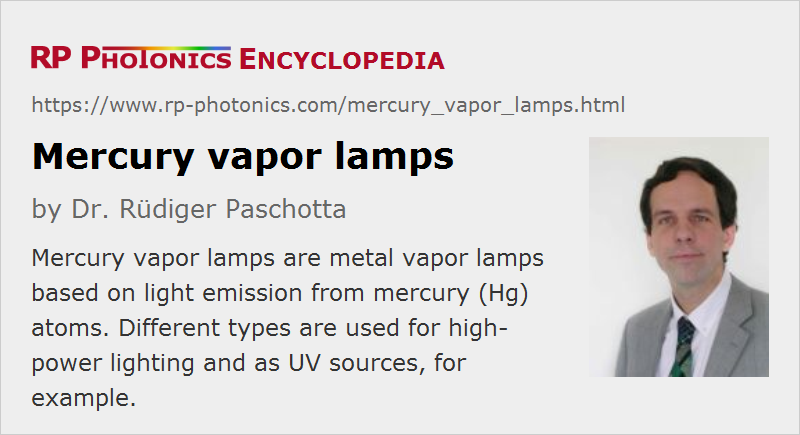 RP PHOTONICS ENCYCLOPEDIA
https://www.rp-photonics.com/mercury_vapor_lamps.html
Mercury vapor lamps
by Dr. Rüdiger Paschotta
Mercury vapor lamps are metal vapor lamps
based on light emission from mercury (Hg)
atoms. Different types are used for high-
power lighting and as UV sources, for
example.